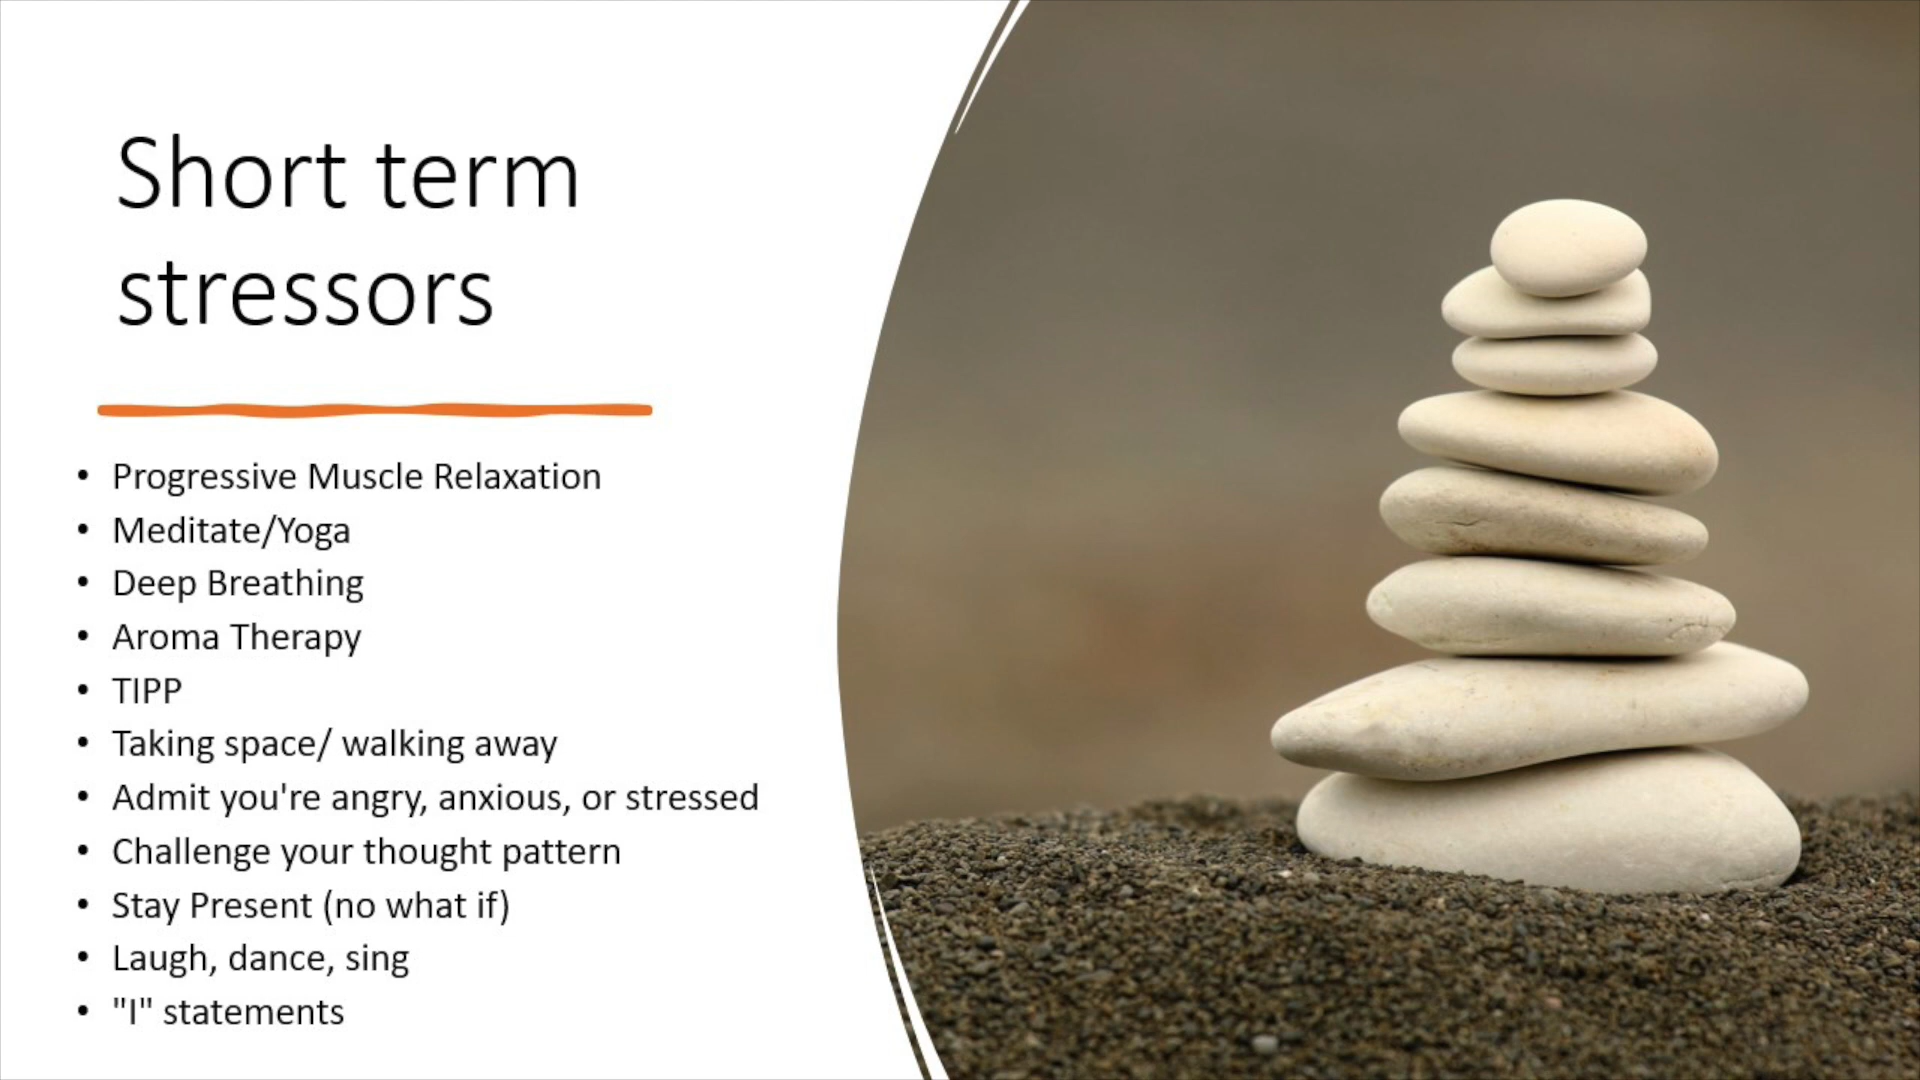 Short term
stressors
• Progressive Muscle Relaxation
• Meditate/Yoga
• Deep Breathing
• Aroma Therapy
• TIPP
• Taking space/ walking away
• Admit you're angry, anxious, or stressed
• Challenge your thought pattern
• Stay Present (no what if)
• Laugh, dance, sing
• "I" statements